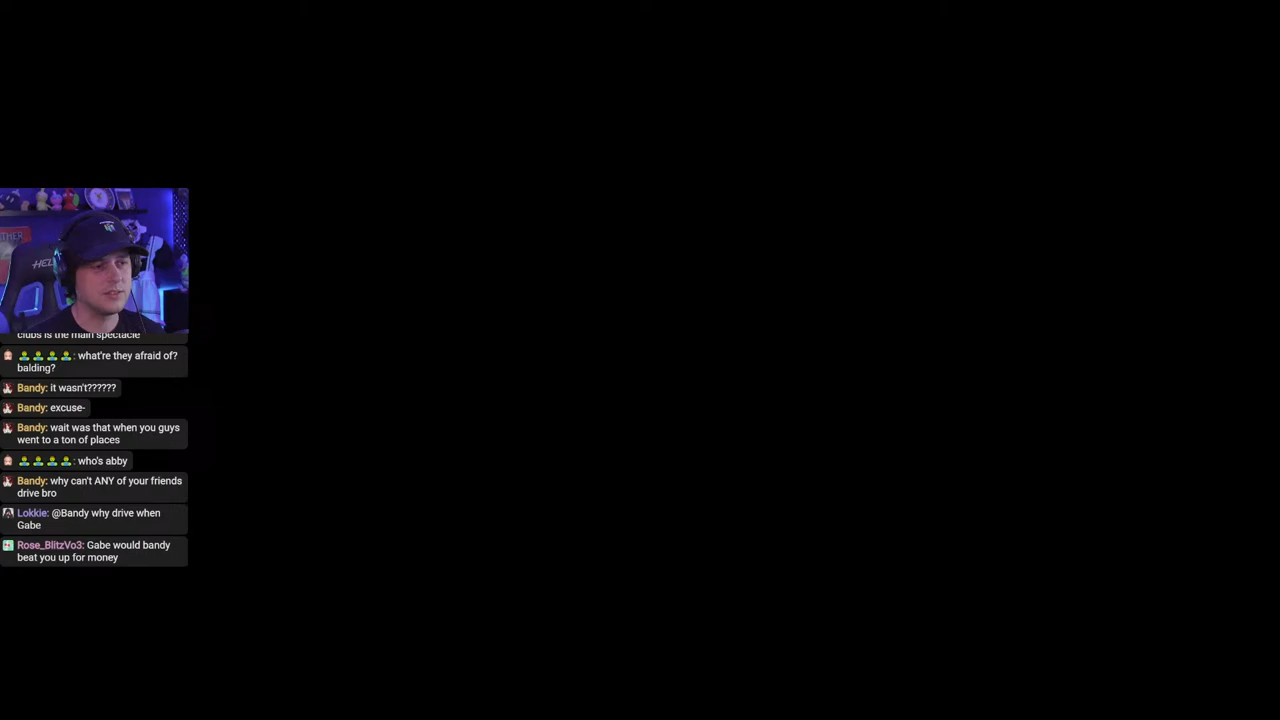 THER
HEL
clubs is the main spectacle
: what're they afraid of?
balding?
Bandy: it wasn't??????
Bandy: excuse-
Bandy: wait was that when you guys
went to a ton of places
: who's abby
Bandy: why can't ANY of your friends
drive bro
Lokkie: @Bandy why drive when
Gabe
Rose_BlitzVo3: Gabe would bandy
beat you up for money